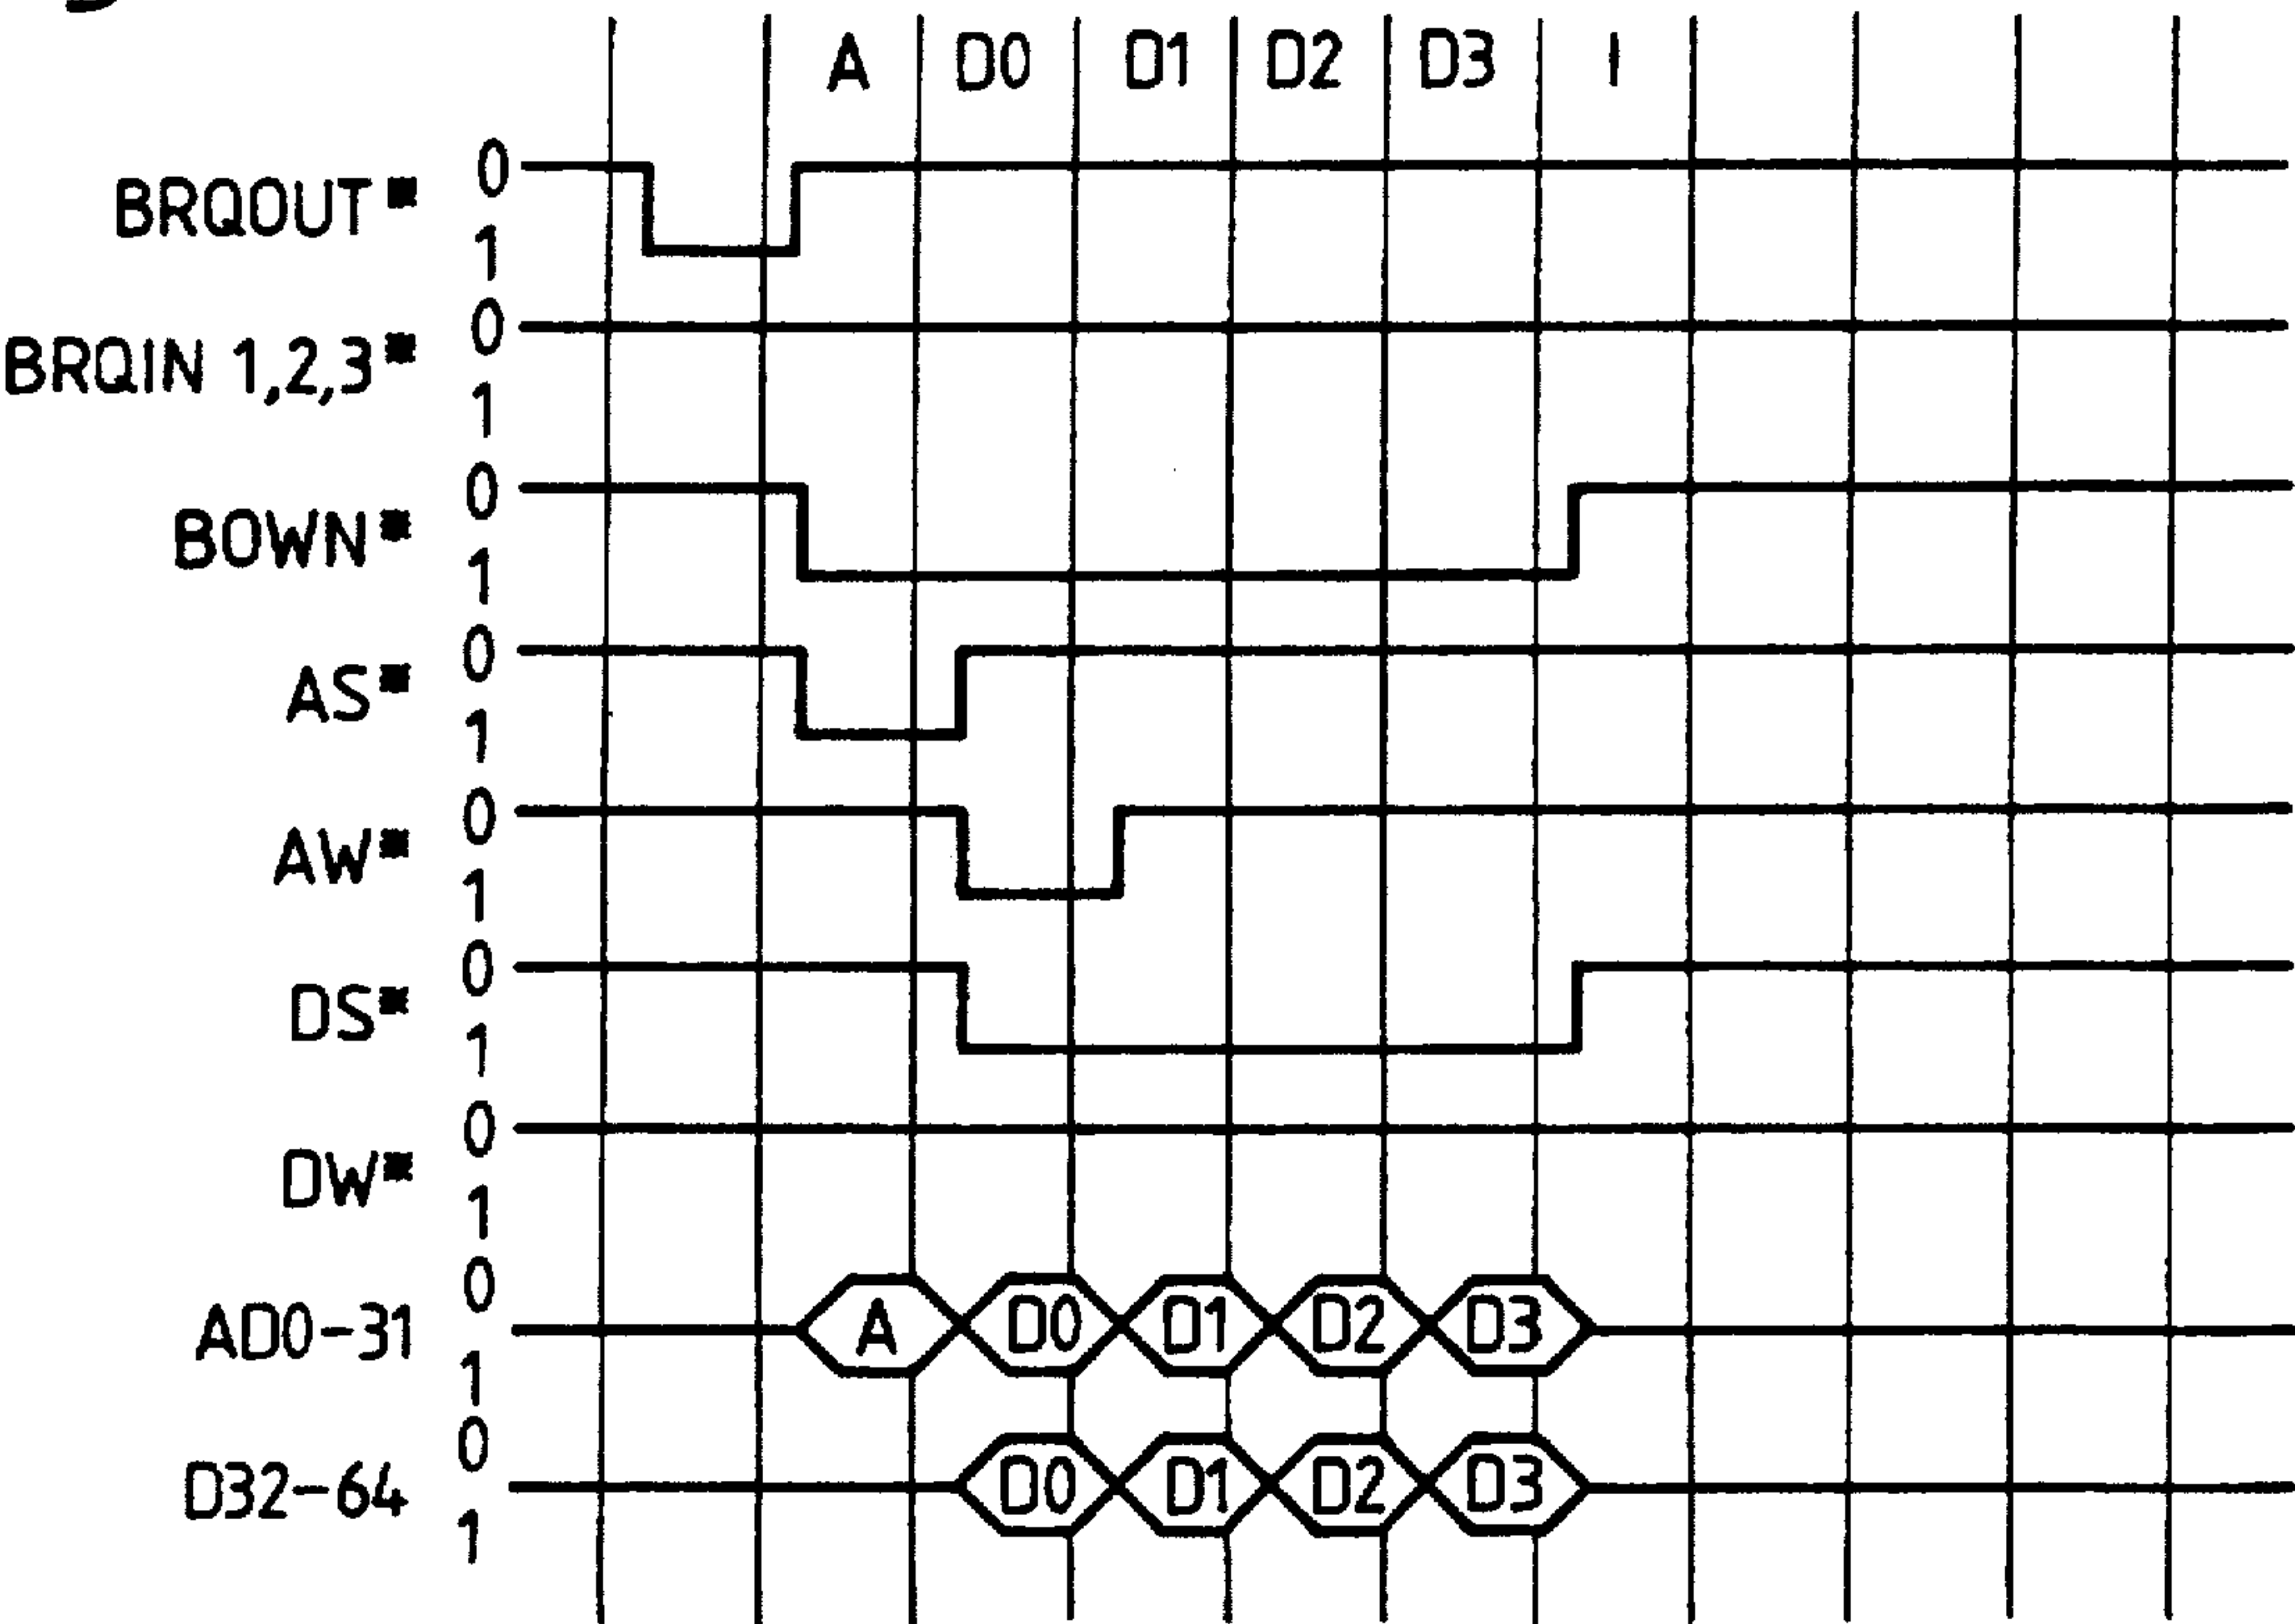 A D0 D1 D2 D3 I
BRQOUT* 0
1
BRQIN 1,2,3* 0
1
BOWN* 0
1
AS* 0
1
AW* 0
1
DS* 0
1
DW* 0
1
AD0-31 0
1
A D0 D1 D2 D3
D32-64 0
1
D0 D1 D2 D3